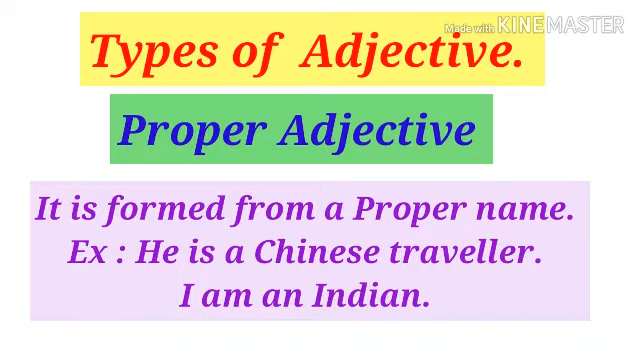 Made with KINEMASTER
Types of Adjective.
Proper Adjective
It is formed from a Proper name.
Ex : He is a Chinese traveller.
I am an Indian.